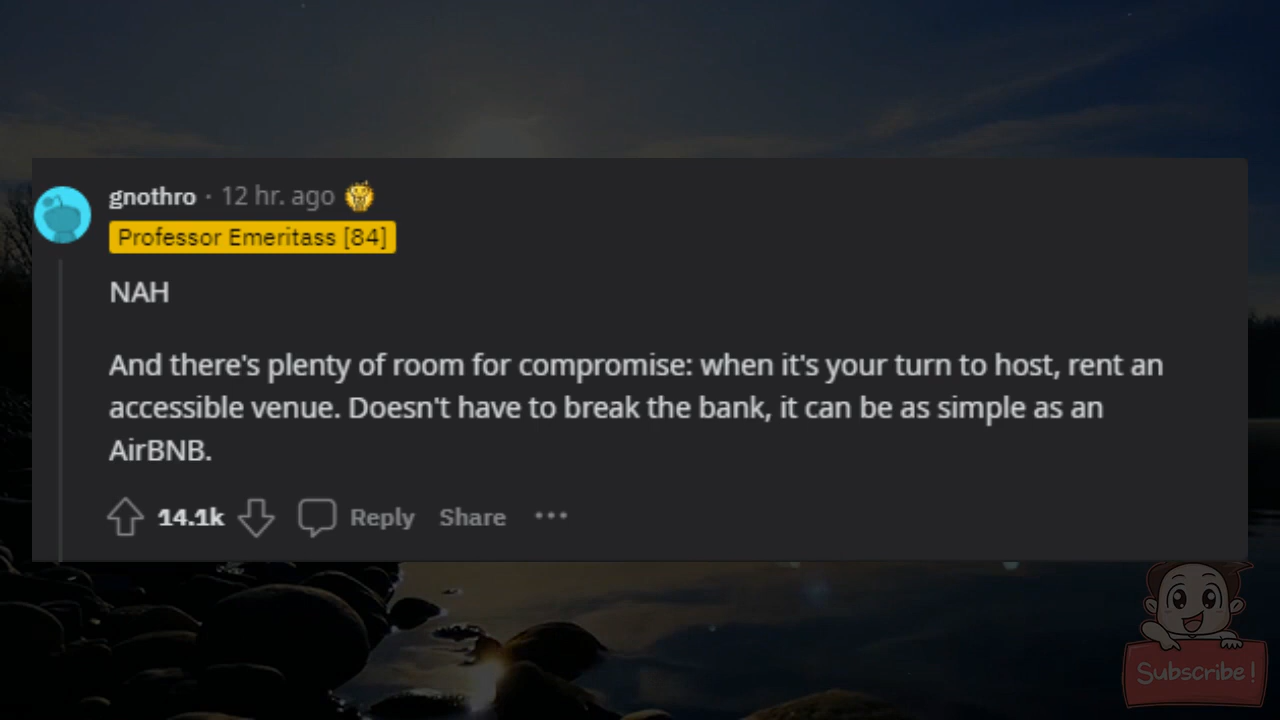 gnothro · 12 hr. ago
Professor Emeritass [84]
NAH
And there's plenty of room for compromise: when it's your turn to host, rent an
accessible venue. Doesn't have to break the bank, it can be as simple as an
AirBNB.
14.1k Reply Share ···
Subscribe!